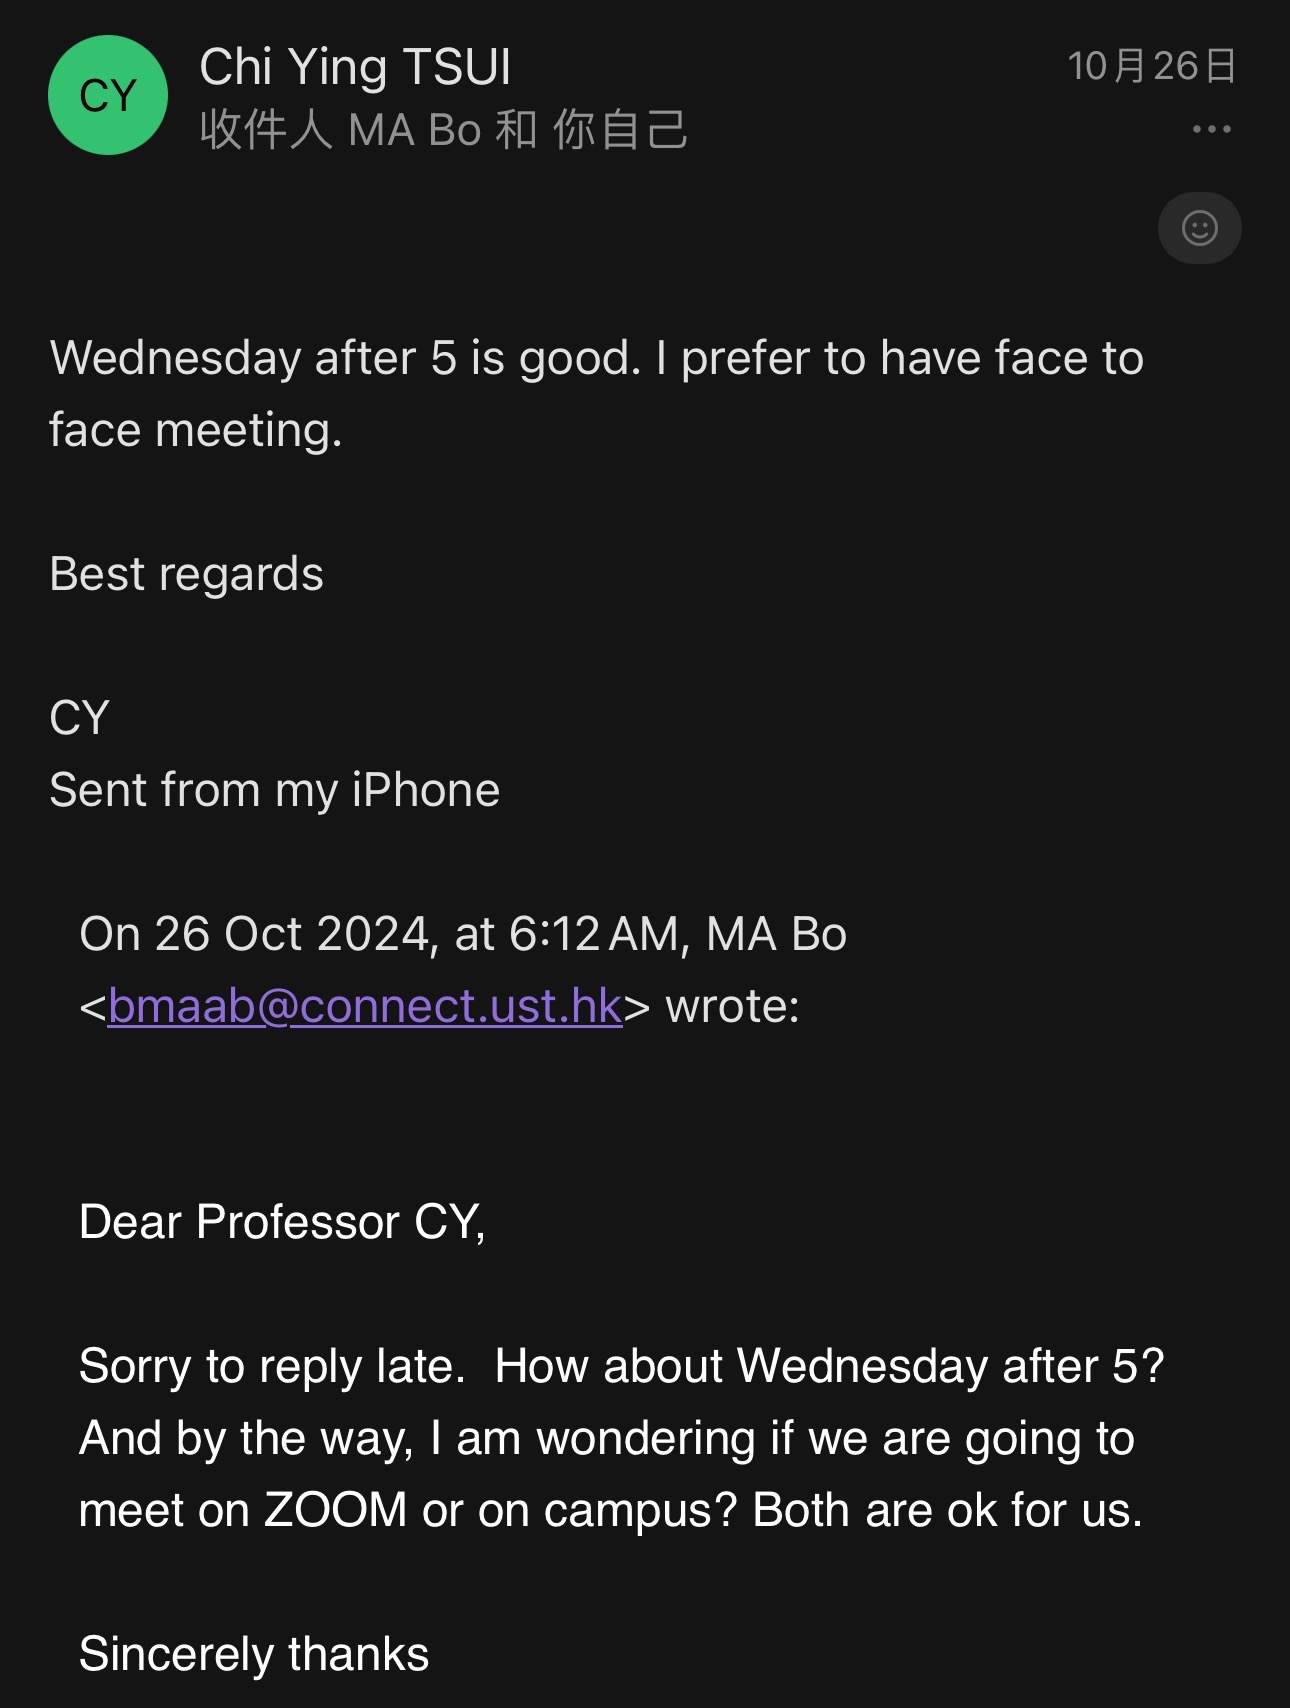 CY
Chi Ying TSUI
10月26日
收件人 MA Bo 和 你自己
Wednesday after 5 is good. I prefer to have face to
face meeting.
Best regards
CY
Sent from my iPhone
On 26 Oct 2024, at 6:12 AM, MA Bo
<bmaab@connect.ust.hk> wrote:
Dear Professor CY,
Sorry to reply late.  How about Wednesday after 5?
And by the way, I am wondering if we are going to
meet on ZOOM or on campus? Both are ok for us.
Sincerely thanks